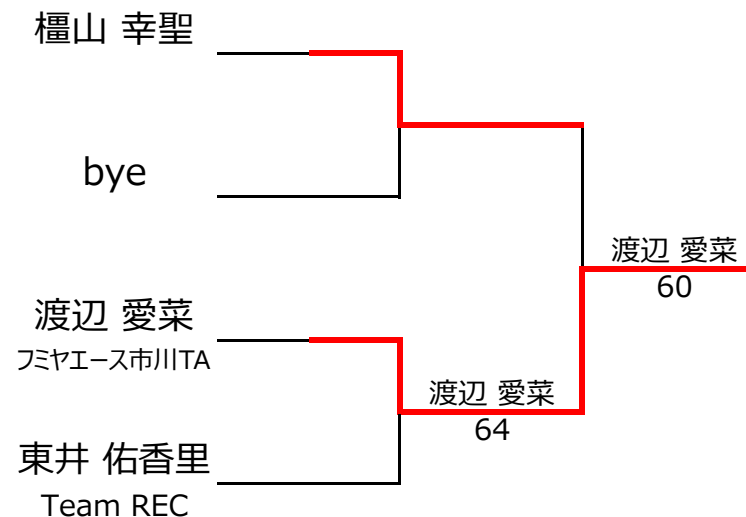 橿山 幸聖
bye
渡辺 愛菜
フミヤエース市川TA
東井 佑香里
Team REC
渡辺 愛菜
64
渡辺 愛菜
60